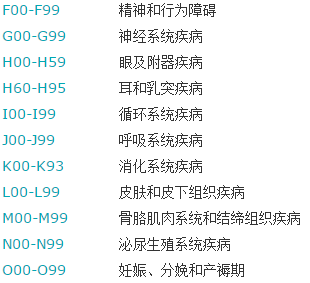 F00-F99 精神和行为障碍
G00-G99 神经系统疾病
H00-H59 眼及附器疾病
H60-H95 耳和乳突疾病
I00-I99 循环系统疾病
J00-J99 呼吸系统疾病
K00-K93 消化系统疾病
L00-L99 皮肤和皮下组织疾病
M00-M99 骨胳肌肉系统和结缔组织疾病
N00-N99 泌尿生殖系统疾病
O00-O99 妊娠、分娩和产褥期